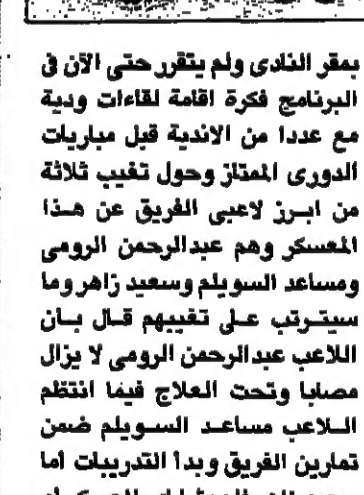 بمقر النادى ولم يتقرر حتى الآن فى
البرنامج فكرة اقامة لقاءات ودية
مع عددا من الاندية قبل مباريات
الدورى الممتاز وحول تغيب ثلاثة
من ابرز لاعبى الفريق عن هذا
المعسكر وهم عبدالرحمن الرومى
ومساعد السويلم وسعيد زاهر وما
سيترتب على تغيبهم قال بان
اللاعب عبدالرحمن الرومى لا يزال
مصابا وتحت العلاج فيما انتظم
اللاعب مساعد السويلم ضمن
تمارين الفريق وبدأ التدريبات أما